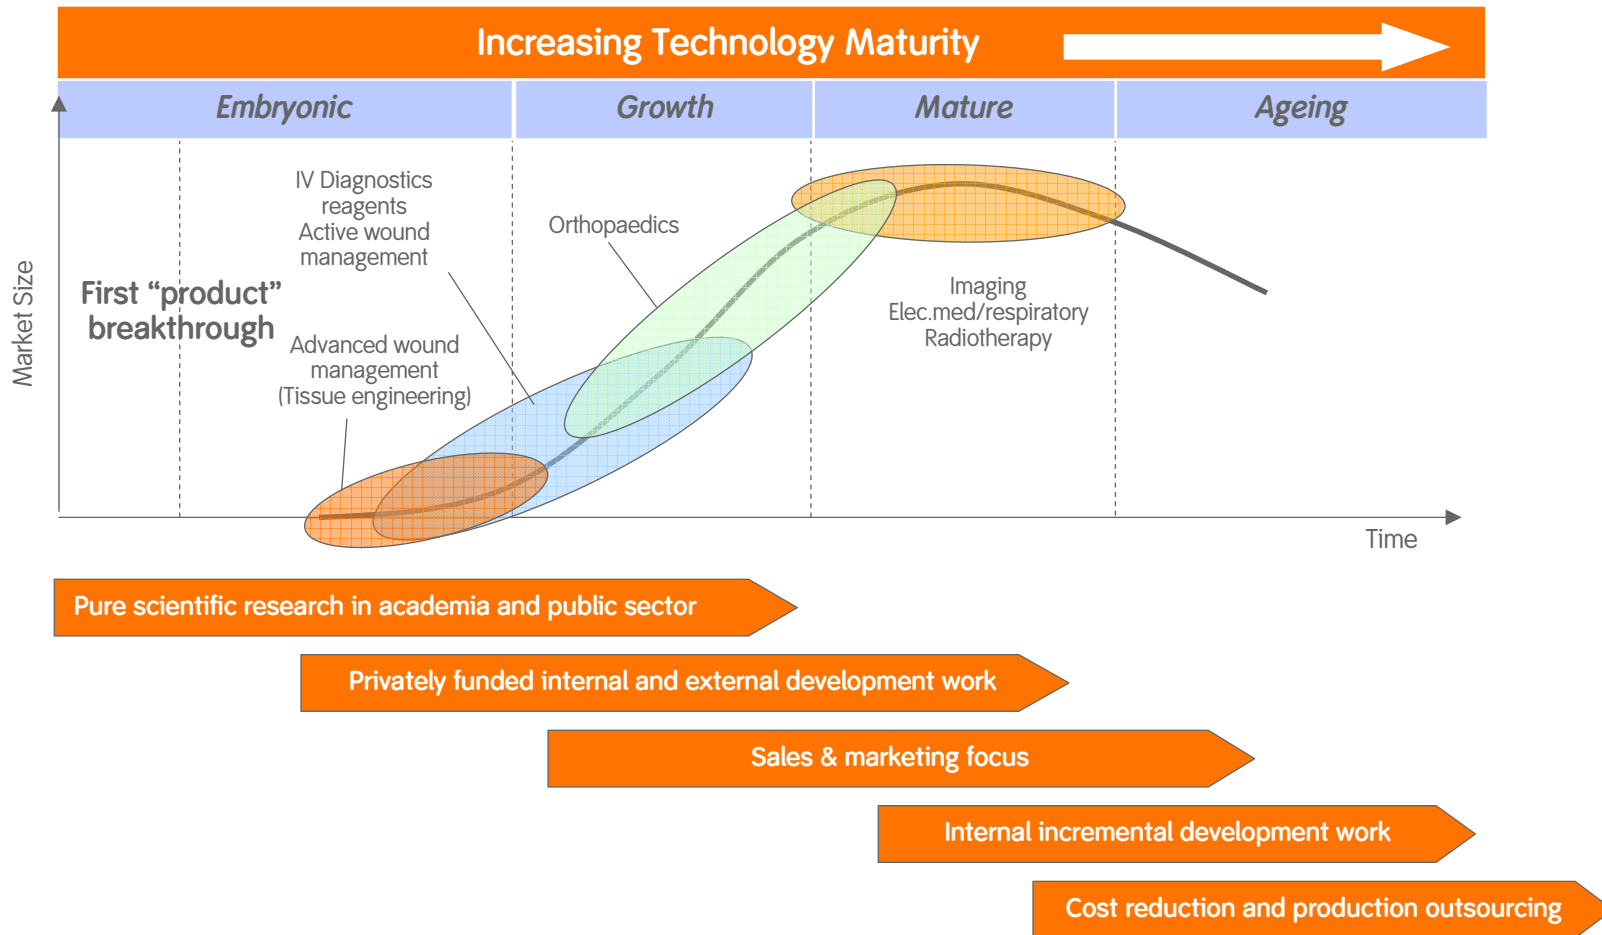 Increasing Technology Maturity
Embryonic
Growth
Mature
Ageing
IV Diagnostics
reagents
Active wound
management
Orthopaedics
First “product”
breakthrough
Advanced wound
management
(Tissue engineering)
Imaging
Elec.med/respiratory
Radiotherapy
Market Size
Time
Pure scientific research in academia and public sector
Privately funded internal and external development work
Sales & marketing focus
Internal incremental development work
Cost reduction and production outsourcing